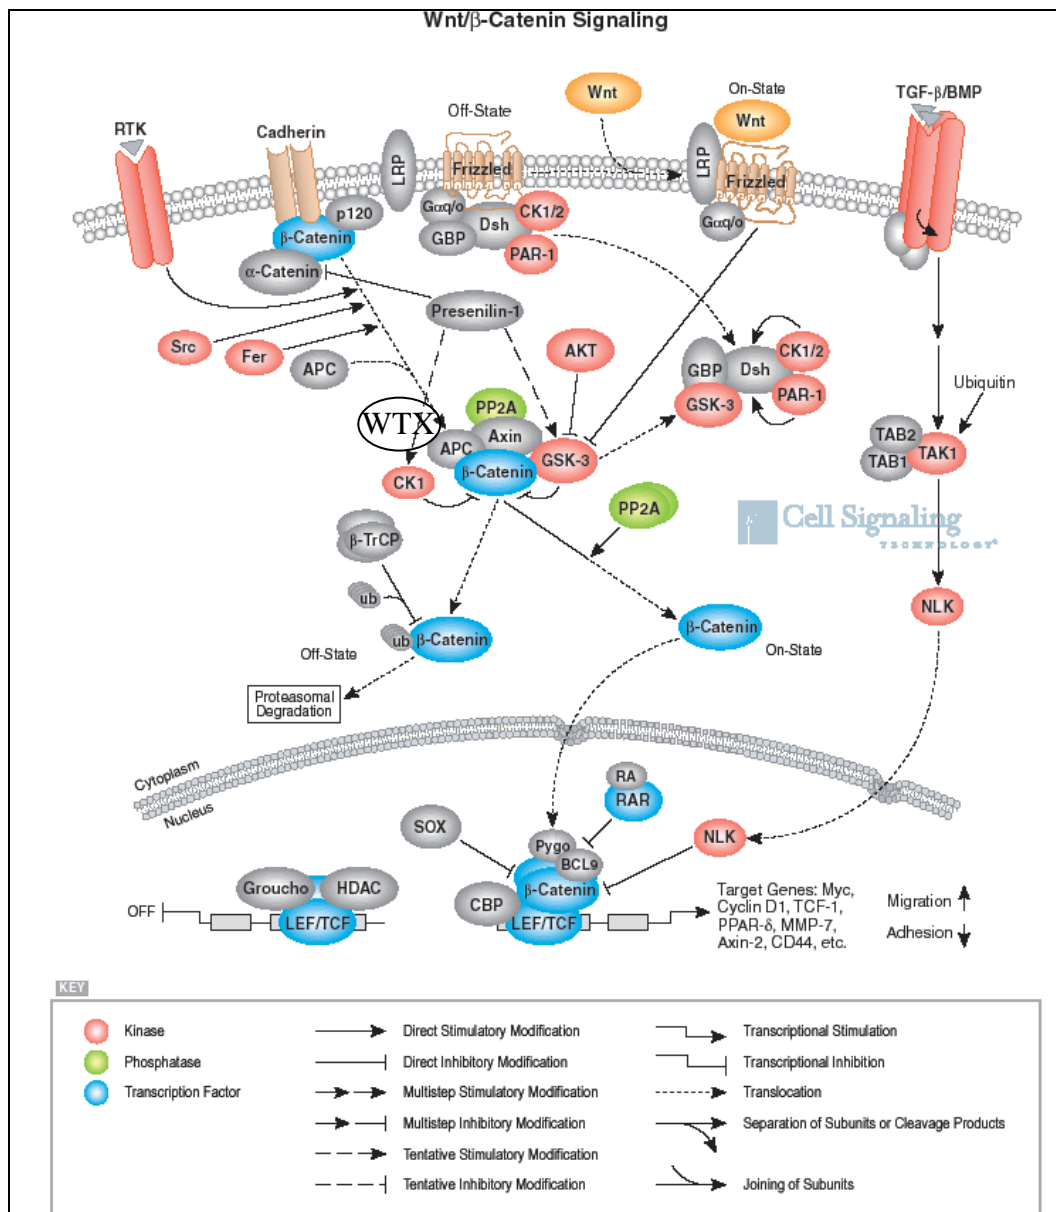 Wnt/β-Catenin Signaling
Wnt
On-State
TGF-β/BMP
Off-State
Wnt
RTK
Cadherin
LRP
Frizzled
LRP
Frizzled
p120
Gαq/o
CK1/2
Gαq/o
β-Catenin
GBP
Dsh
PAR-1
α-Catenin
Presenilin-1
Src
Fer
APC
AKT
GBP
Dsh
CK1/2
GSK-3
PAR-1
Ubiquitin
WTX
PP2A
Axin
APC
GSK-3
β-Catenin
CK1
TAB2
TAB1
TAK1
PP2A
Cell Signaling
TECHNOLOGY®
β-TrCP
ub
NLK
ub
β-Catenin
β-Catenin
Off-State
On-State
Proteasomal
Degradation
Cytoplasm
Nucleus
RA
RAR
SOX
NLK
Pygo
BCL9
Groucho
HDAC
β-Catenin
CBP
OFF
LEF/TCF
LEF/TCF
Target Genes: Myc,
Cyclin D1, TCF-1,
PPAR-δ, MMP-7,
Axin-2, CD44, etc.
Migration
Adhesion
KEY
Kinase
Phosphatase
Transcription Factor
Direct Stimulatory Modification
Direct Inhibitory Modification
Multistep Stimulatory Modification
Multistep Inhibitory Modification
Tentative Stimulatory Modification
Tentative Inhibitory Modification
Transcriptional Stimulation
Transcriptional Inhibition
Translocation
Separation of Subunits or Cleavage Products
Joining of Subunits